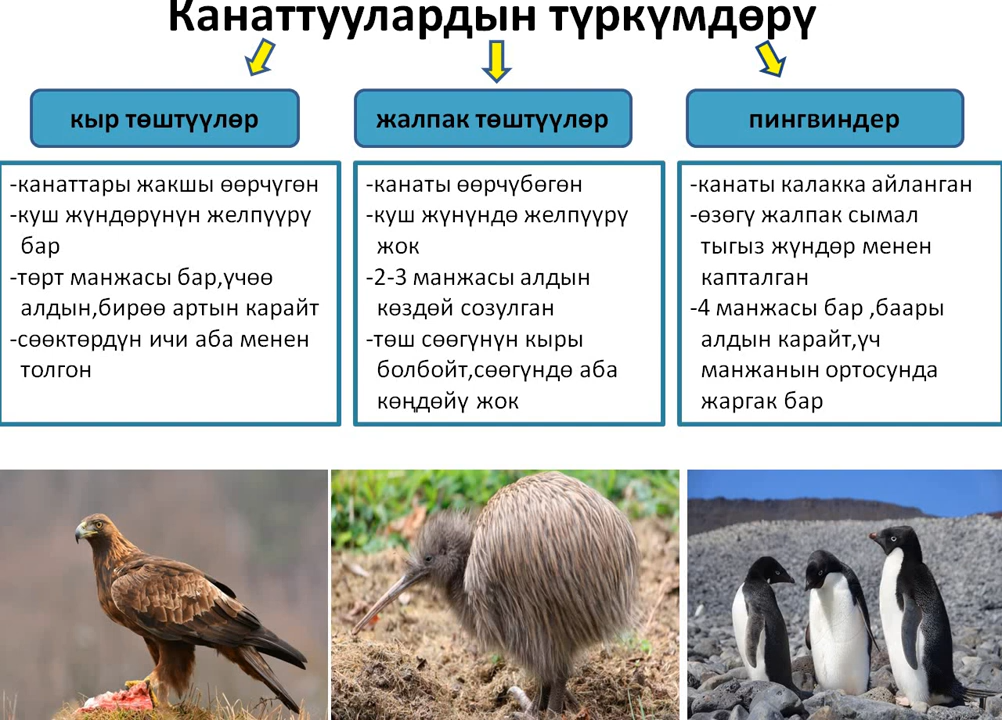 Канаттуулардын түркүмдөрү
кыр төштүүлөр
жалпак төштүүлөр
пингвиндер
-канаттары жакшы өөрчүгөн
-куш жүндөрүнүн желпүүрү
бар
-төрт манжасы бар,үчөө
алдын,бирөө артын карайт
-сөөктөрдүн ичи аба менен
толгон
-канаты өөрчүбөгөн
-куш жүнүндө желпүүрү
жок
-2-3 манжасы алдын
көздөй созулган
-төш сөөгүнүн кыры
болбойт,сөөгүндө аба
көңдөйү жок
-канаты калакка айланган
-өзөгү жалпак сымал
тыгыз жүндөр менен
капталган
-4 манжасы бар ,баары
алдын карайт,үч
манжанын ортосунда
жаргак бар